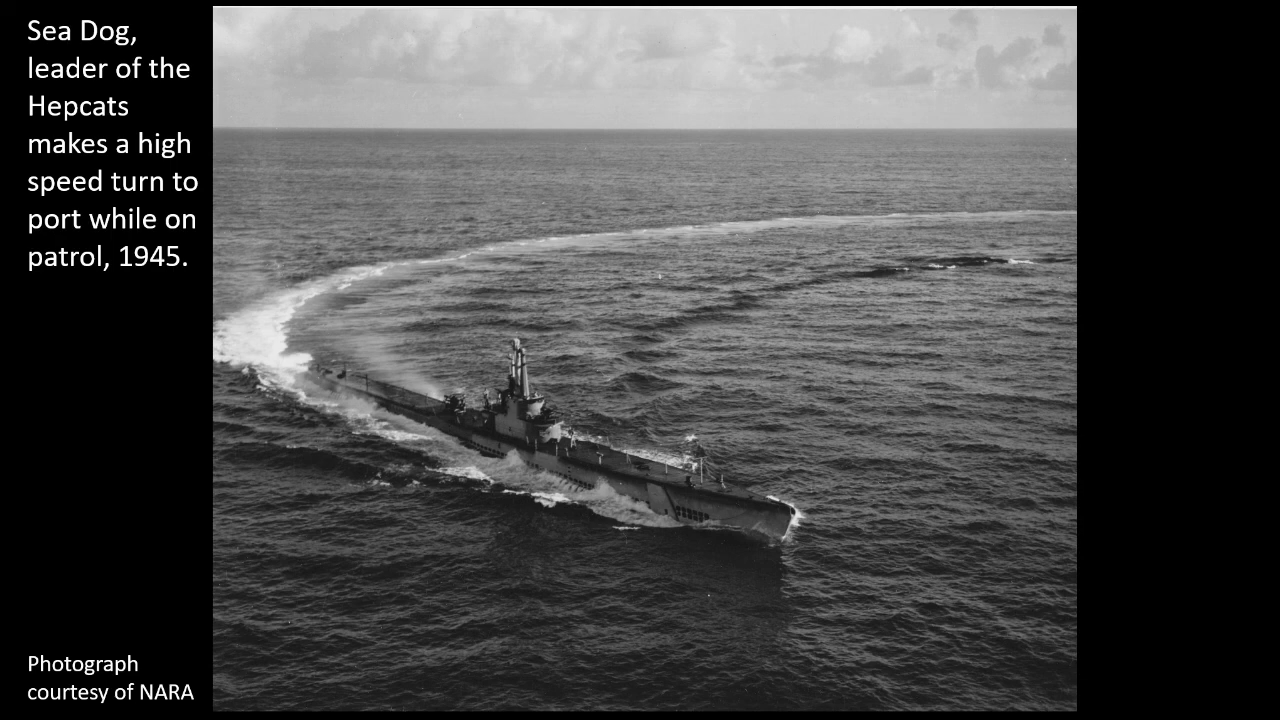 Sea Dog,
leader of the
Hepcats
makes a high
speed turn to
port while on
patrol, 1945.
Photograph
courtesy of NARA